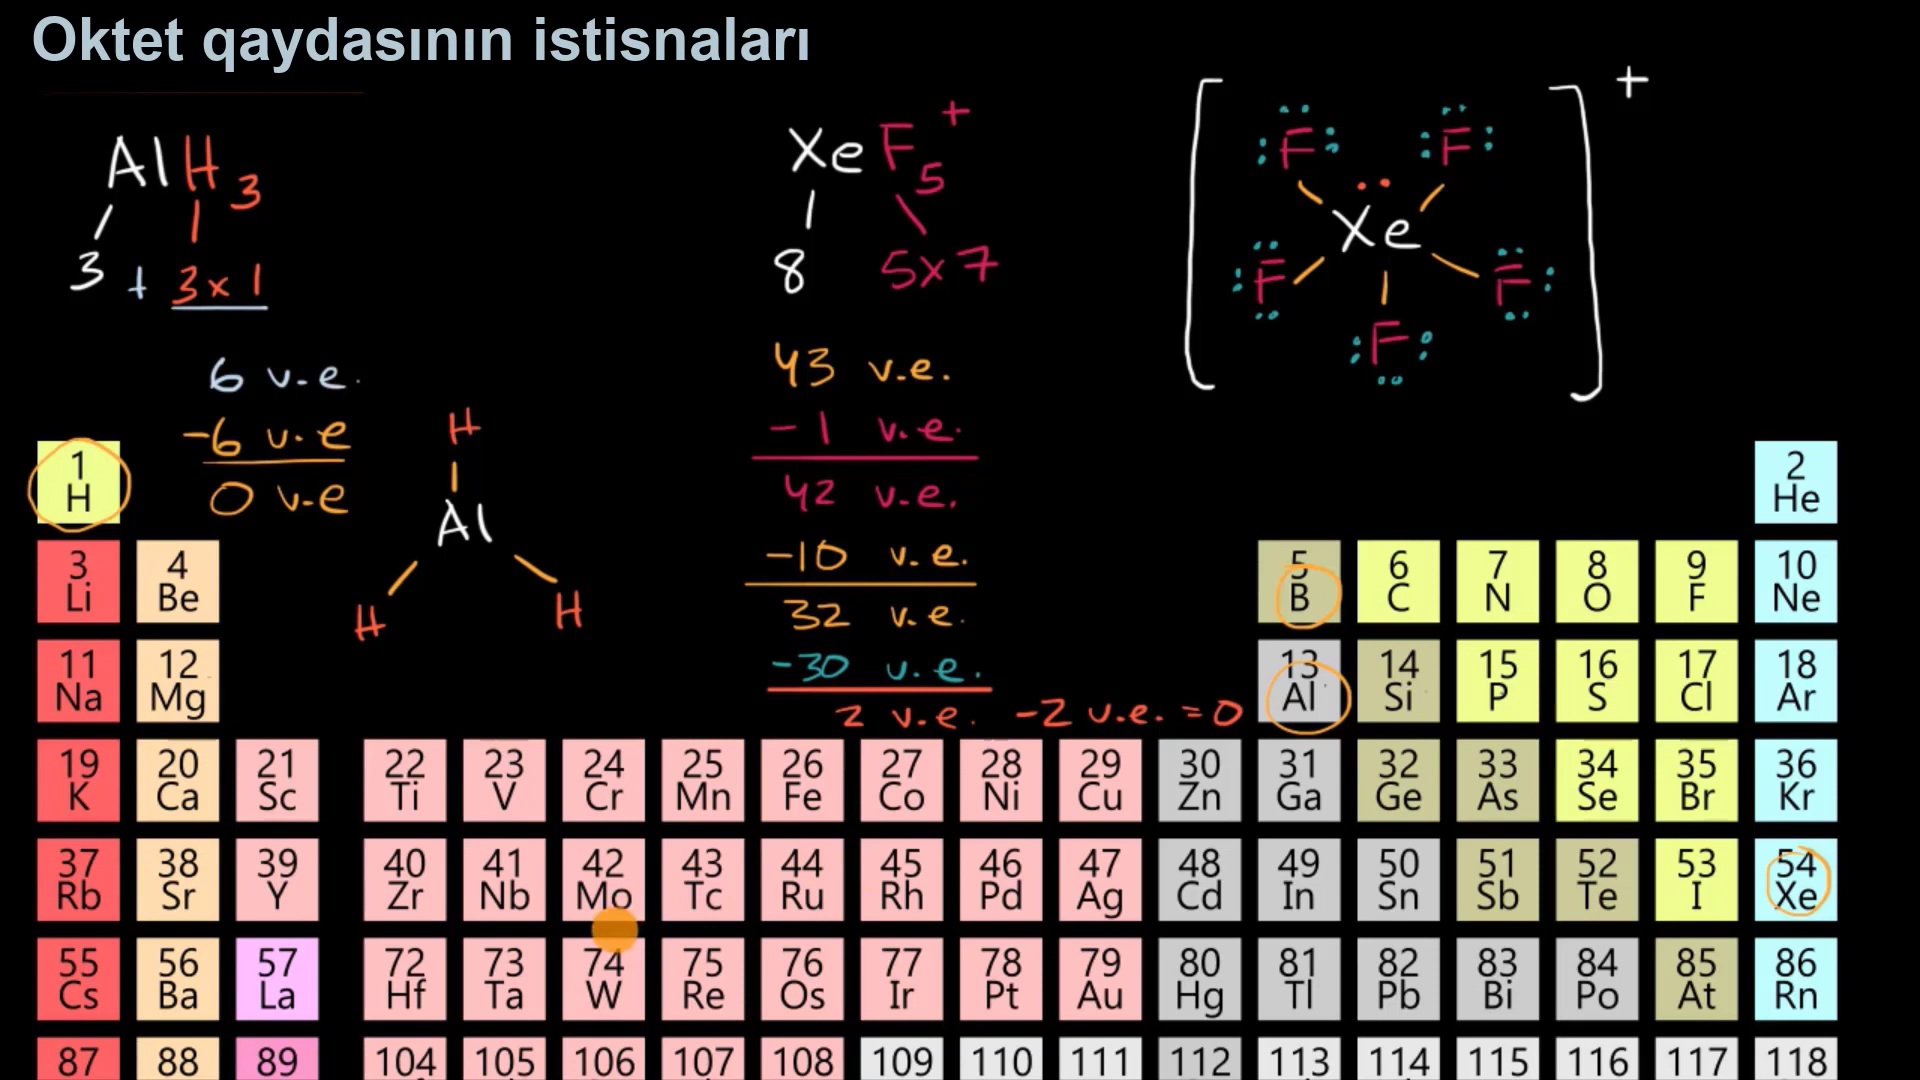 Oktet qaydasının istisnaları
AlH3
3 + 3 x 1
6 v.e.
-6 v.e
0 v.e
H
Al
H H
XeF5+
8 5x7
43 v.e.
-1 v.e.
42 v.e.
-10 v.e.
32 v.e.
-30 v.e.
2 v.e. -2 v.e. = 0
+
F F
Xe
F F
F
1 2
H He
3 4 5 6 7 8 9 10
Li Be B C N O F Ne
11 12 13 14 15 16 17 18
Na Mg Al Si P S Cl Ar
19 20 21 22 23 24 25 26 27 28 29 30 31 32 33 34 35 36
K Ca Sc Ti V Cr Mn Fe Co Ni Cu Zn Ga Ge As Se Br Kr
37 38 39 40 41 42 43 44 45 46 47 48 49 50 51 52 53 54
Rb Sr Y Zr Nb Mo Tc Ru Rh Pd Ag Cd In Sn Sb Te I Xe
55 56 57 72 73 74 75 76 77 78 79 80 81 82 83 84 85 86
Cs Ba La Hf Ta W Re Os Ir Pt Au Hg Tl Pb Bi Po At Rn
87 88 89 104 105 106 107 108 109 110 111 112 113 114 115 116 117 118